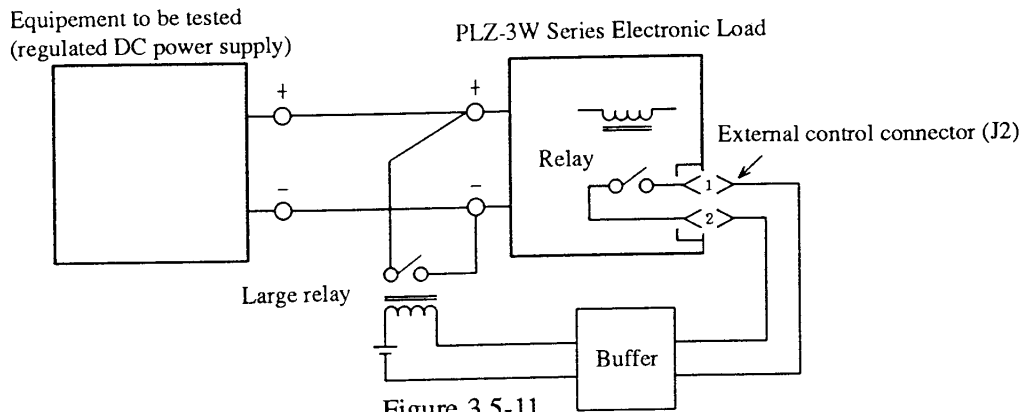 Equipement to be tested
(regulated DC power supply)
PLZ-3W Series Electronic Load
+
+
External control connector (J2)
Relay
1
−
−
2
Large relay
Buffer
Figure 3.5-11